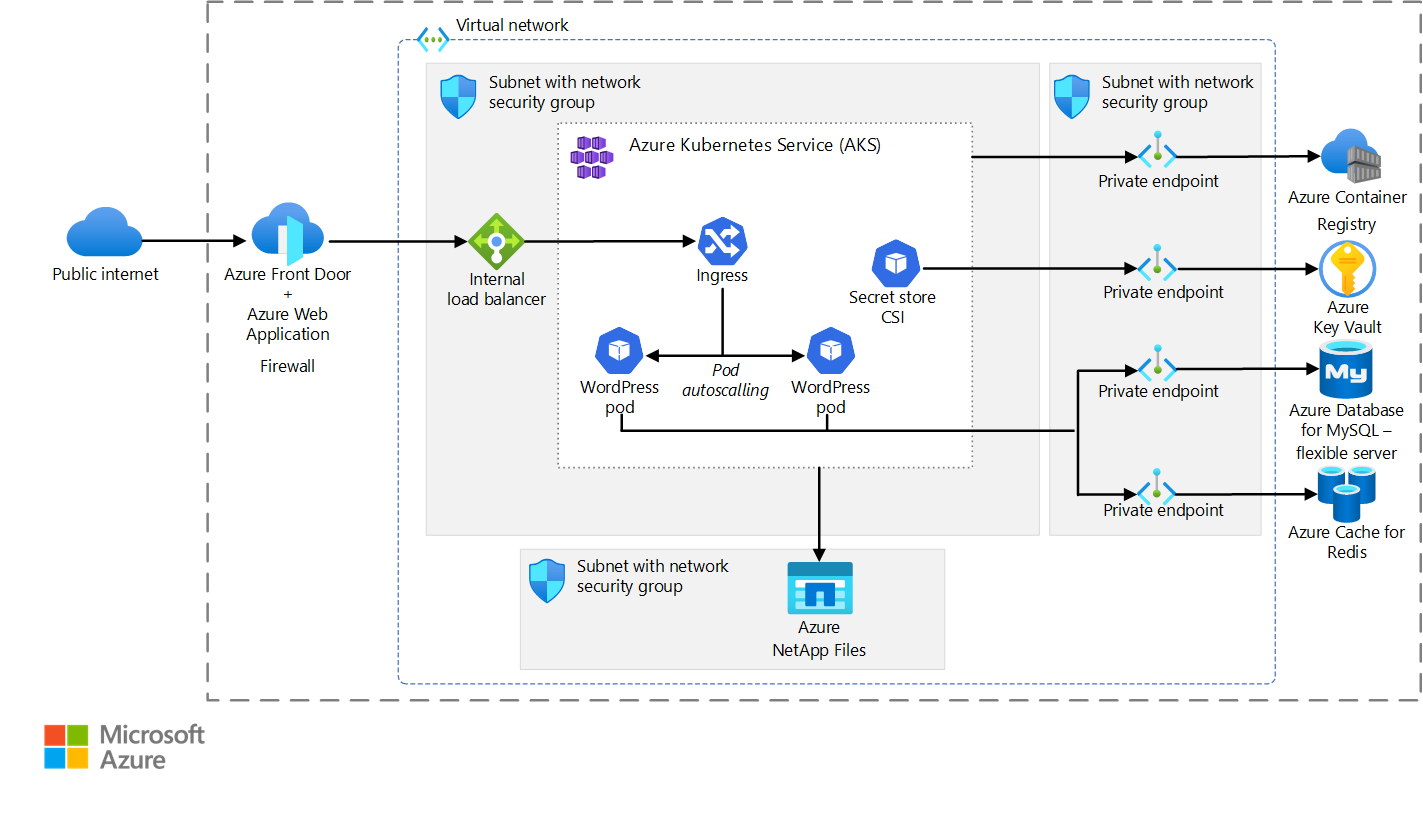 Virtual network
Subnet with network
security group
Subnet with network
security group
Azure Kubernetes Service (AKS)
Private endpoint
Azure Container
Registry
Public internet
Azure Front Door
+
Azure Web
Application
Firewall
Internal
load balancer
Ingress
Secret store
CSI
Private endpoint
Azure
Key Vault
WordPress
pod
Pod
autoscalling
WordPress
pod
Private endpoint
My
Azure Database
for MySQL –
flexible server
Private endpoint
Azure Cache for
Redis
Subnet with network
security group
Azure
NetApp Files
Microsoft
Azure